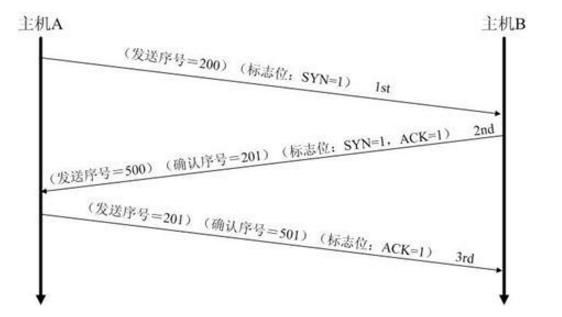 主机A
主机B
（发送序号＝200）（标志位：SYN=1） 1st
（发送序号＝500）（确认序号＝201）（标志位：SYN=1，ACK=1） 2nd
（发送序号＝201）（确认序号＝501）（标志位：ACK=1） 3rd